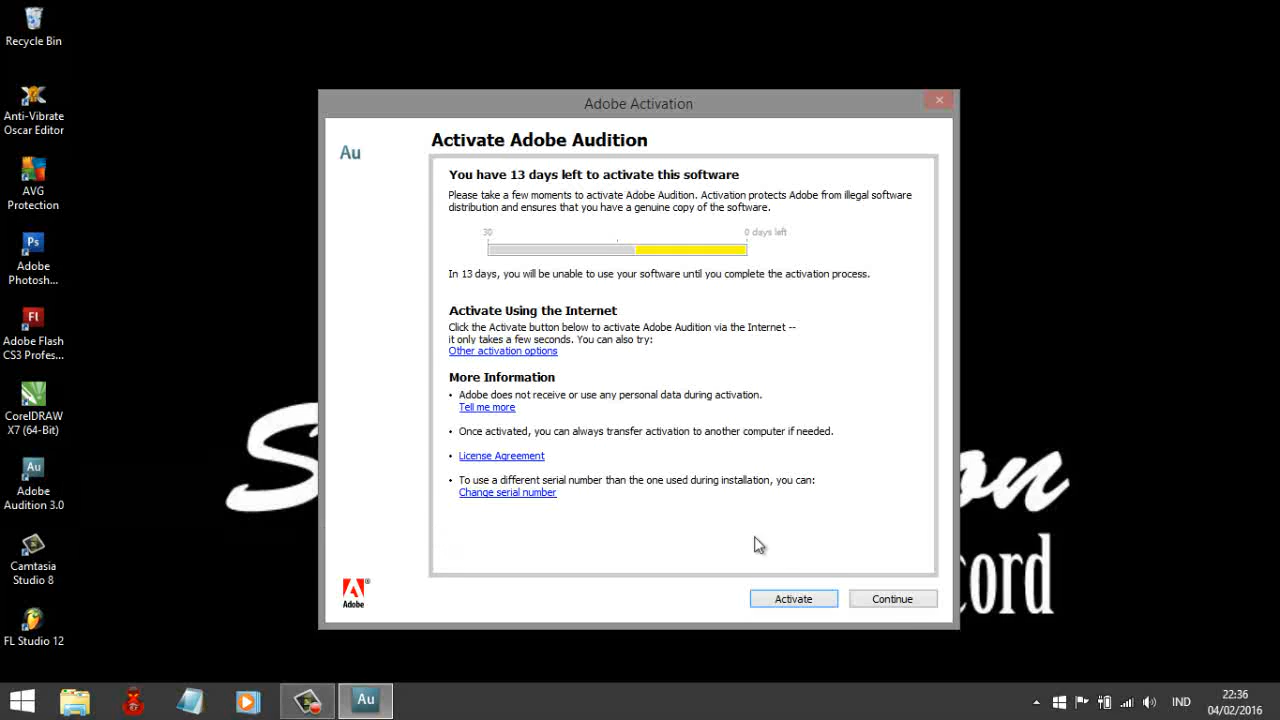 Recycle Bin
Anti-Vibrate
Oscar Editor
AVG
Protection
Ps
Adobe
Photosh...
Fl
Adobe Flash
CS3 Profes...
CorelDRAW
X7 (64-Bit)
Au
Adobe
Audition 3.0
Camtasia
Studio 8
FL Studio 12
Adobe Activation
Au
Activate Adobe Audition
You have 13 days left to activate this software
Please take a few moments to activate Adobe Audition. Activation protects Adobe from illegal software
distribution and ensures that you have a genuine copy of the software.
30
0 days left
In 13 days, you will be unable to use your software until you complete the activation process.
Activate Using the Internet
Click the Activate button below to activate Adobe Audition via the Internet --
it only takes a few seconds. You can also try:
Other activation options
More Information
• Adobe does not receive or use any personal data during activation.
Tell me more
• Once activated, you can always transfer activation to another computer if needed.
• License Agreement
• To use a different serial number than the one used during installation, you can:
Change serial number
Adobe
Activate
Continue
S
on
cord
Au
IND
22:36
04/02/2016